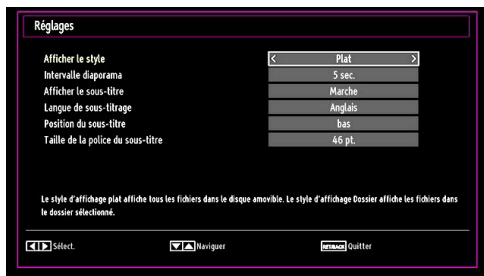 Réglages
Afficher le style < Plat >
Intervalle diaporama 5 sec.
Afficher le sous-titre Marche
Langue de sous-titrage Anglais
Position du sous-titre bas
Taille de la police du sous-titre 46 pt.
Le style d'affichage plat affiche tous les fichiers dans le disque amovible. Le style d'affichage Dossier affiche les fichiers dans
le dossier sélectionné.
Sélect. Naviguer RET/BACK Quitter